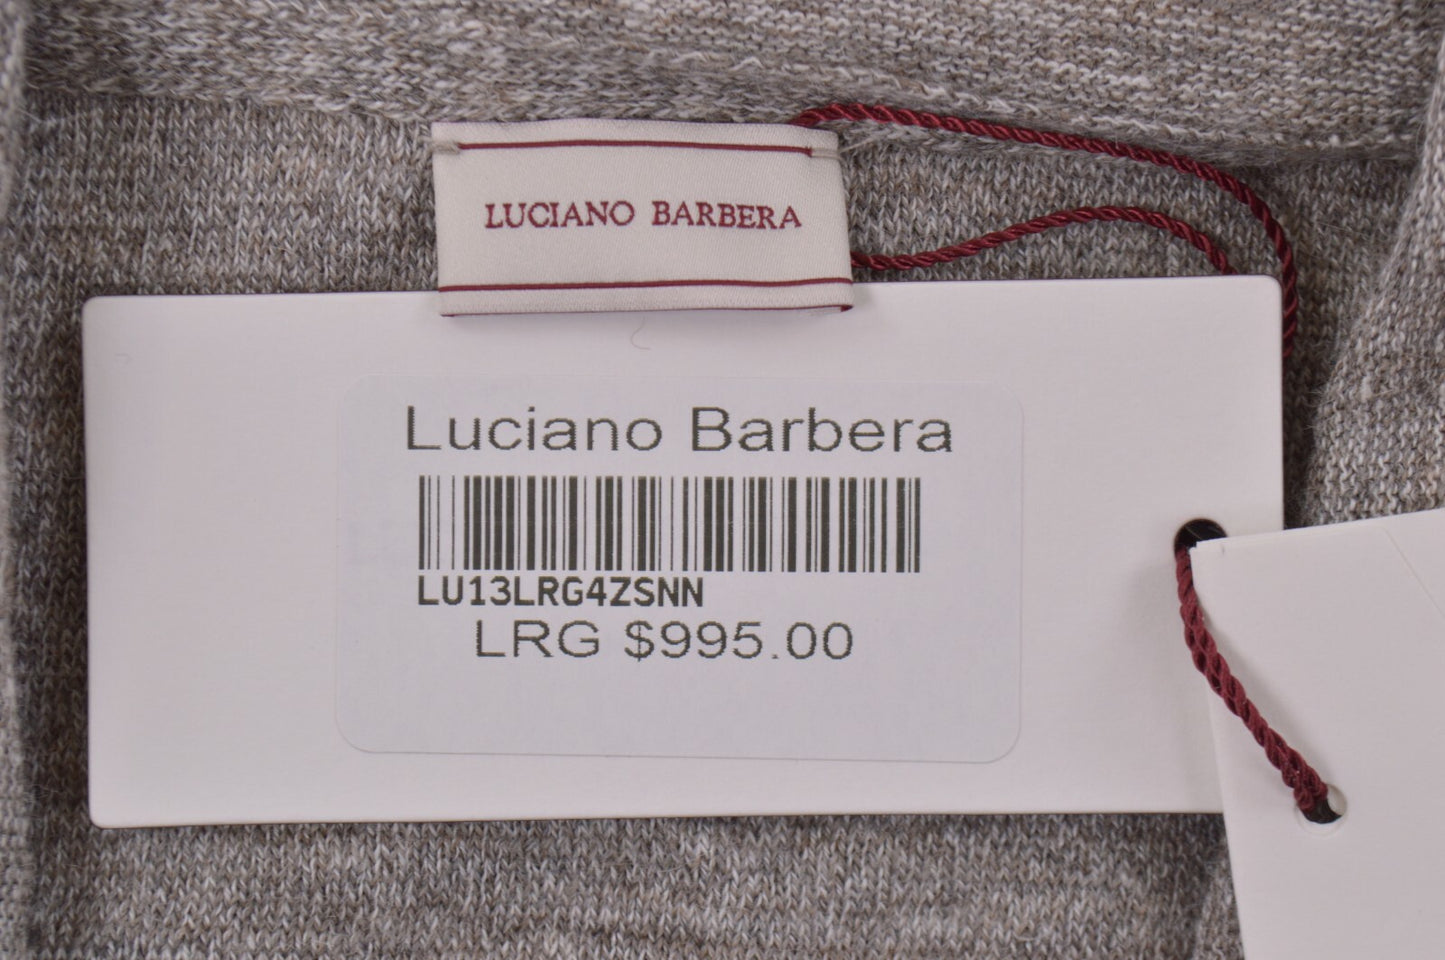 LUCIANO BARBERA
Luciano Barbera
LU13LRG4ZSNN
LRG $995.00